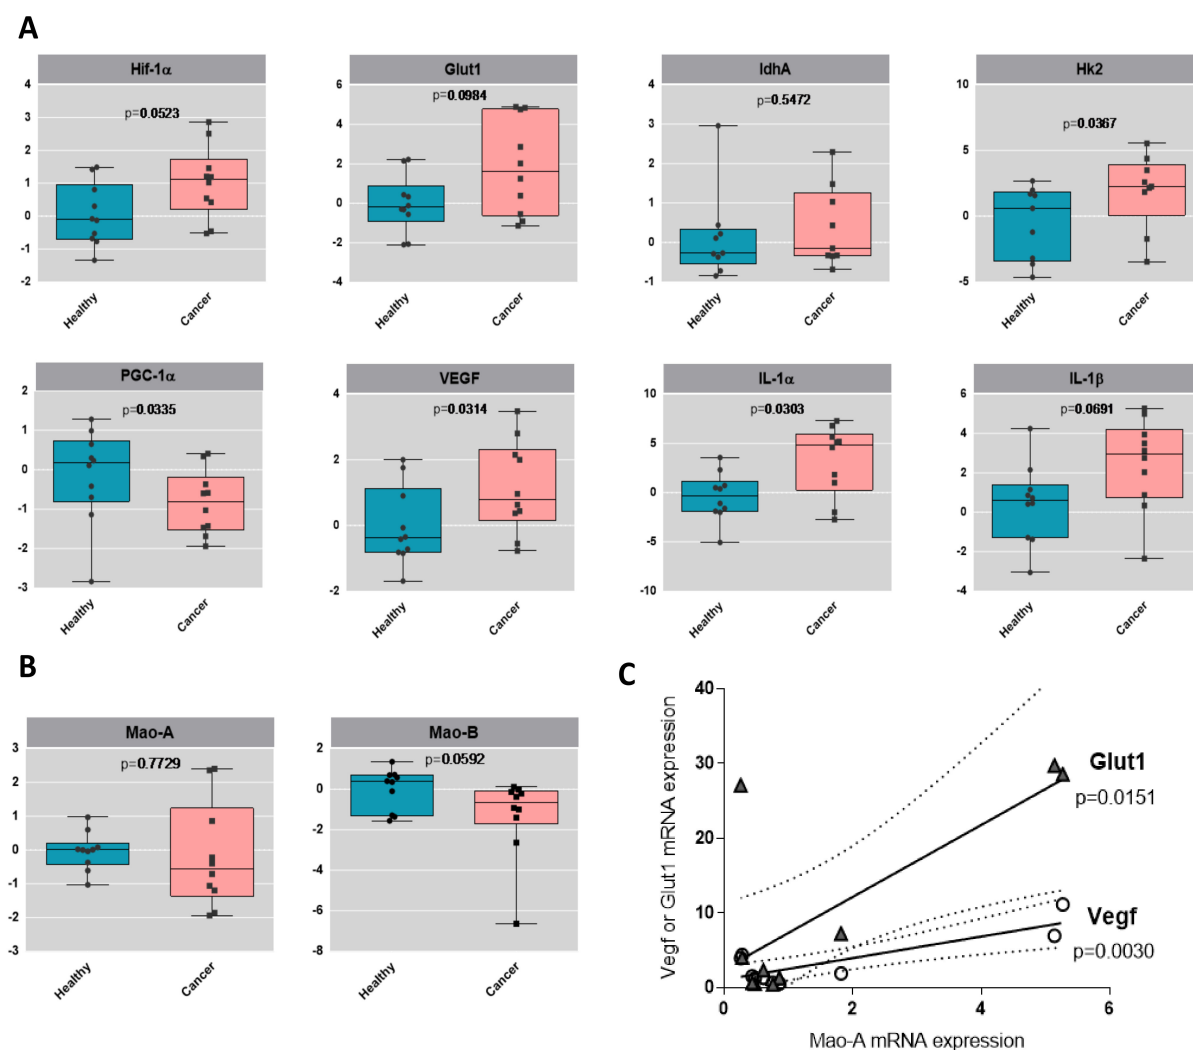 A
Hif-1α
4
3
2
1
0
-1
-2
p=0.0523
Healthy
Cancer
Glut1
6
4
2
0
-2
-4
p=0.0984
Healthy
Cancer
ldhA
4
3
2
1
0
-1
p=0.5472
Healthy
Cancer
Hk2
10
5
0
-5
p=0.0367
Healthy
Cancer
PGC-1α
2
1
0
-1
-2
-3
p=0.0335
Healthy
Cancer
VEGF
4
2
0
-2
p=0.0314
Healthy
Cancer
IL-1α
10
5
0
-5
-10
p=0.0303
Healthy
Cancer
IL-1β
6
4
2
0
-2
-4
p=0.0691
Healthy
Cancer
B
Mao-A
3
2
1
0
-1
-2
-3
p=0.7729
Healthy
Cancer
Mao-B
2
0
-2
-4
-6
-8
p=0.0592
Healthy
Cancer
C
Vegf or Glut1 mRNA expression
40
30
20
10
0
Glut1
p=0.0151
Vegf
p=0.0030
0
2
4
6
Mao-A mRNA expression